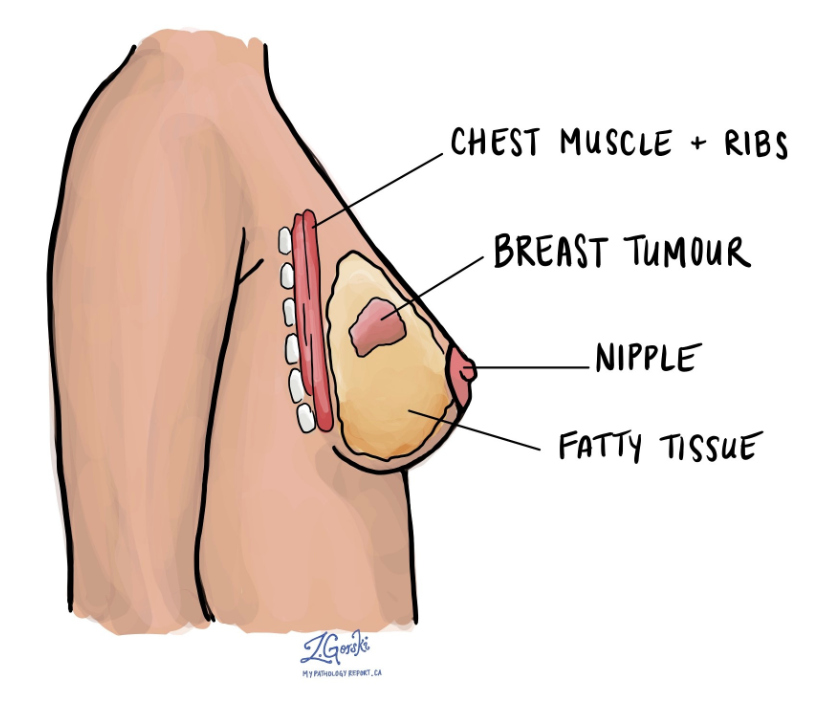 CHEST MUSCLE + RIBS
BREAST TUMOUR
NIPPLE
FATTY TISSUE
Z.Gorski
MYPATHOLOGYREPORT.CA